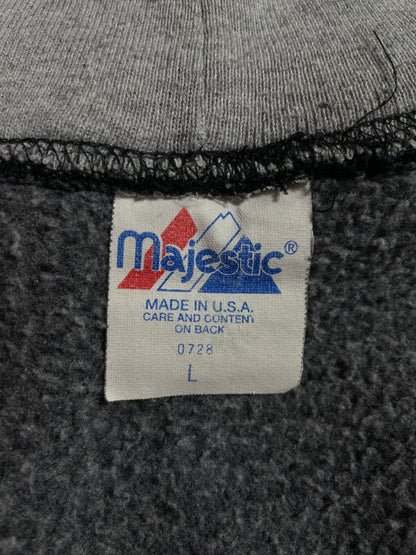 Majestic®
MADE IN U.S.A.
CARE AND CONTENT
ON BACK
0728
L